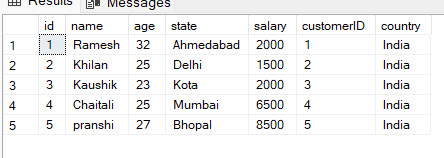 Results Messages
id name age state salary customerID country
1 1 Ramesh 32 Ahmedabad 2000 1 India
2 2 Khilan 25 Delhi 1500 2 India
3 3 Kaushik 23 Kota 2000 3 India
4 4 Chaitali 25 Mumbai 6500 4 India
5 5 pranshi 27 Bhopal 8500 5 India